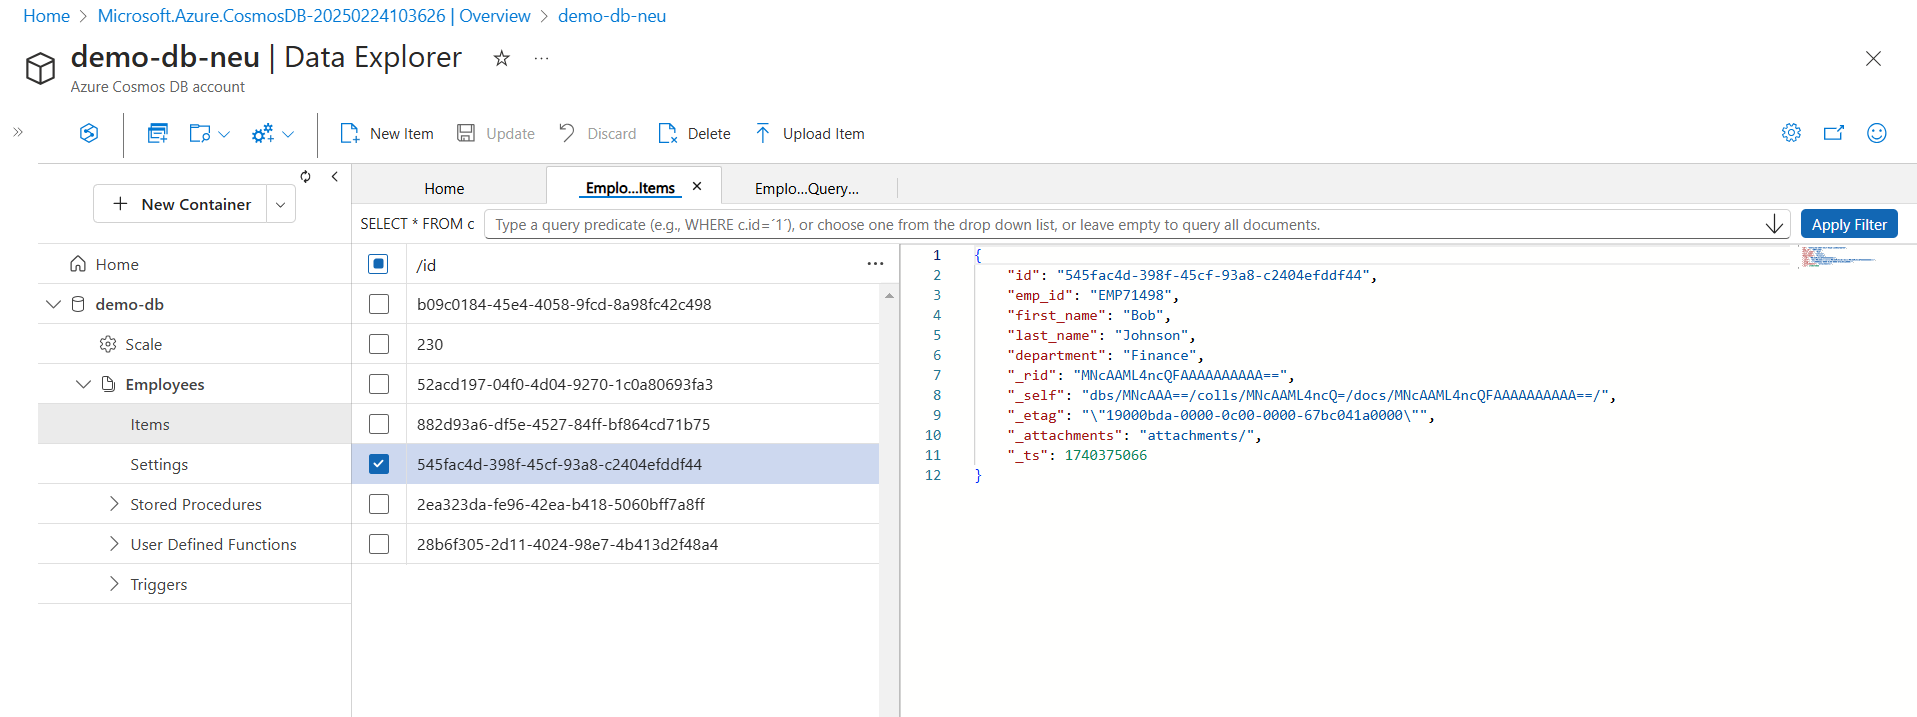 Home > Microsoft.Azure.CosmosDB-20250224103626 | Overview > demo-db-neu
demo-db-neu | Data Explorer
Azure Cosmos DB account
New Item Update Discard Delete Upload Item
New Container
Home Emplo...Items Emplo...Query...
SELECT * FROM c Type a query predicate (e.g., WHERE c.id=´1´), or choose one from the drop down list, or leave empty to query all documents. Apply Filter
Home
demo-db
Scale
Employees
Items
Settings
Stored Procedures
User Defined Functions
Triggers
/id
b09c0184-45e4-4058-9fcd-8a98fc42c498
230
52acd197-04f0-4d04-9270-1c0a80693fa3
882d93a6-df5e-4527-84ff-bf864cd71b75
545fac4d-398f-45cf-93a8-c2404efddf44
2ea323da-fe96-42ea-b418-5060bff7a8ff
28b6f305-2d11-4024-98e7-4b413d2f48a4
1 {
2 "id": "545fac4d-398f-45cf-93a8-c2404efddf44",
3 "emp_id": "EMP71498",
4 "first_name": "Bob",
5 "last_name": "Johnson",
6 "department": "Finance",
7 "_rid": "MNcAAML4ncQFAAAAAAAAAA==",
8 "_self": "dbs/MNcAAA==/colls/MNcAAML4ncQ=/docs/MNcAAML4ncQFAAAAAAAAAA==/",
9 "_etag": "\"19000bda-0000-0c00-0000-67bc041a0000\"",
10 "_attachments": "attachments/",
11 "_ts": 1740375066
12 }